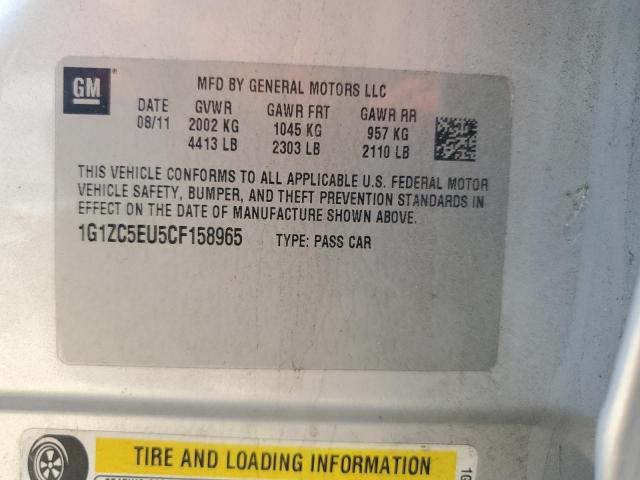 GM
MFD BY GENERAL MOTORS LLC
DATE GVWR GAWR FRT GAWR RR
08/11 2002 KG 1045 KG 957 KG
4413 LB 2303 LB 2110 LB
THIS VEHICLE CONFORMS TO ALL APPLICABLE U.S. FEDERAL MOTOR
VEHICLE SAFETY, BUMPER, AND THEFT PREVENTION STANDARDS IN
EFFECT ON THE DATE OF MANUFACTURE SHOWN ABOVE.
1G1ZC5EU5CF158965 TYPE: PASS CAR
TIRE AND LOADING INFORMATION